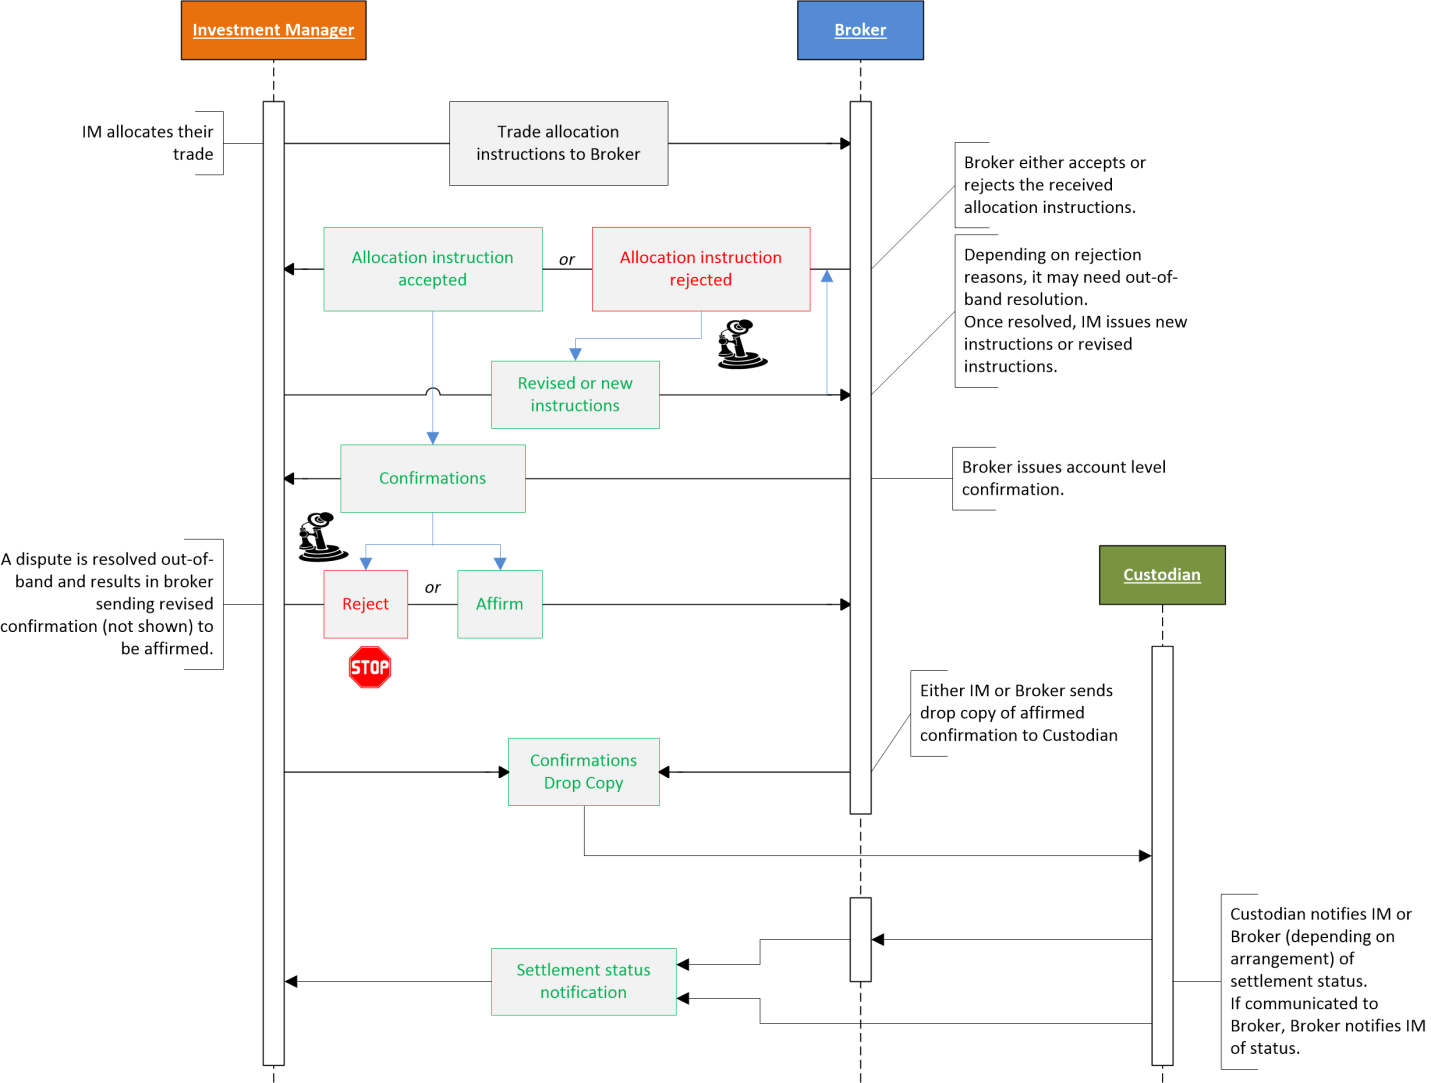 Investment Manager
Broker
IM allocates their
trade
Trade allocation
instructions to Broker
Broker either accepts or
rejects the received
allocation instructions.
Allocation instruction
accepted
or
Allocation instruction
rejected
Depending on rejection
reasons, it may need out-of-
band resolution.
Once resolved, IM issues new
instructions or revised
instructions.
Revised or new
instructions
Confirmations
Broker issues account level
confirmation.
A dispute is resolved out-of-
band and results in broker
sending revised
confirmation (not shown) to
be affirmed.
Reject
or
Affirm
STOP
Custodian
Either IM or Broker sends
drop copy of affirmed
confirmation to Custodian
Confirmations
Drop Copy
Custodian notifies IM or
Broker (depending on
arrangement) of
settlement status.
If communicated to
Broker, Broker notifies IM
of status.
Settlement status
notification